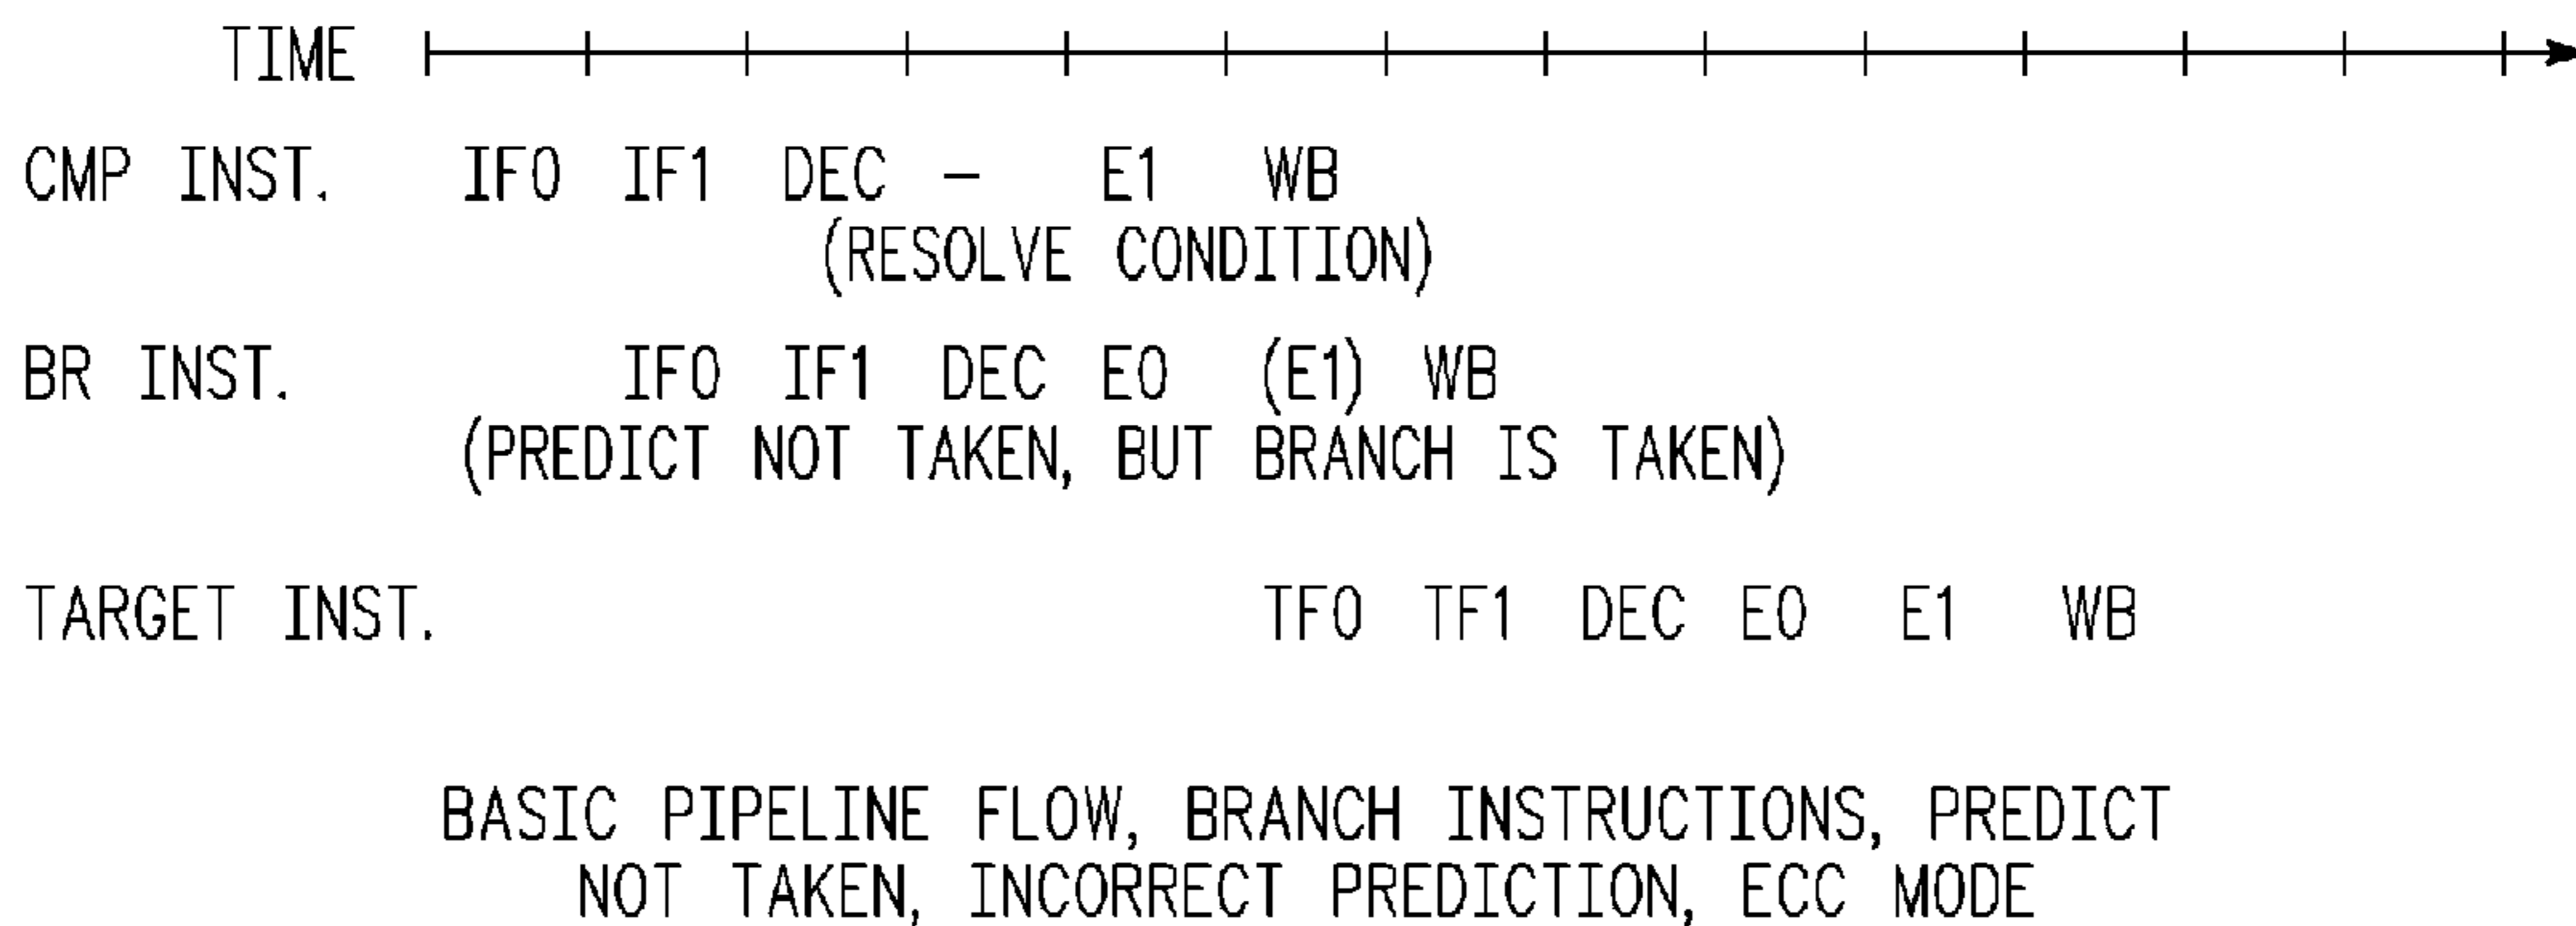 TIME
CMP INST. IF0 IF1 DEC – E1 WB
(RESOLVE CONDITION)
BR INST. IF0 IF1 DEC E0 (E1) WB
(PREDICT NOT TAKEN, BUT BRANCH IS TAKEN)
TARGET INST. TF0 TF1 DEC E0 E1 WB
BASIC PIPELINE FLOW, BRANCH INSTRUCTIONS, PREDICT
NOT TAKEN, INCORRECT PREDICTION, ECC MODE